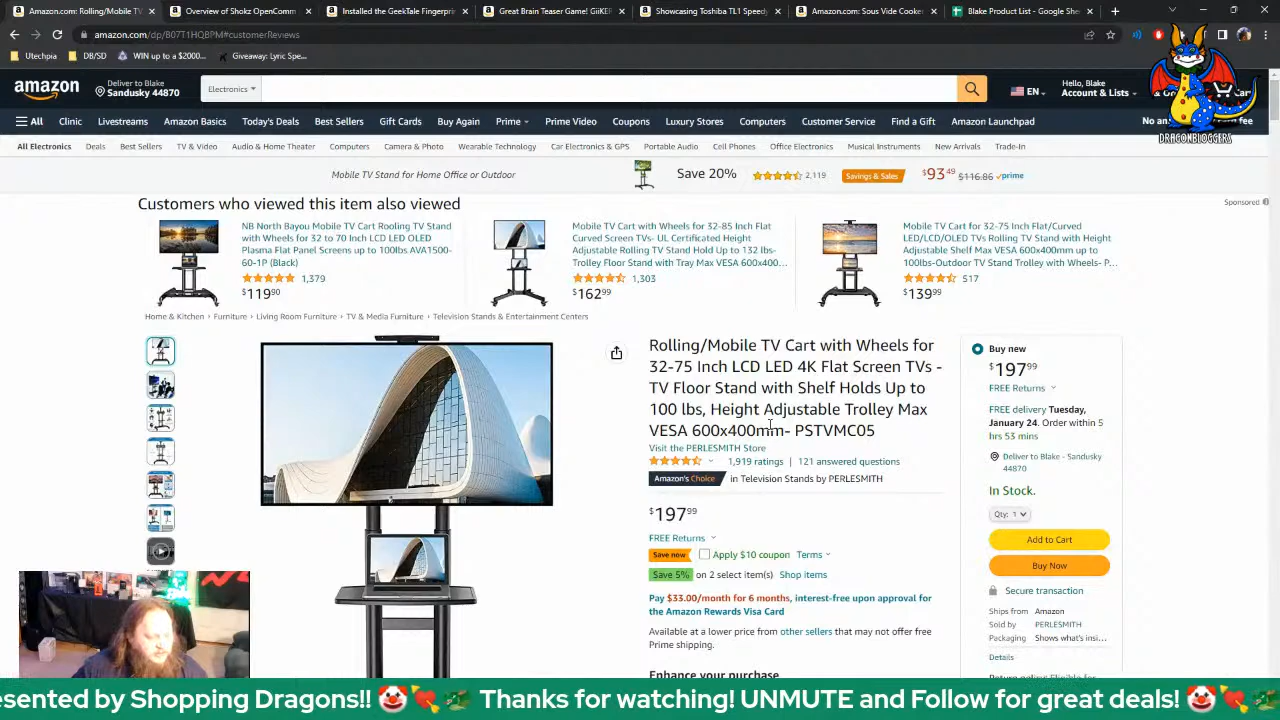 Amazon.com: Rolling/Mobile TV
Overview of Shokz OpenComm
Installed the GeekTale Fingerprin
Great Brain Teaser Game! GiiKER
Showcasing Toshiba TL1 Speedy
Amazon.com: Sous Vide Cooker
Blake Product List - Google She
amazon.com/dp/B07T1HQBPM#customerReviews
Utechpia
DB/SD
WIN up to a $2000...
Giveaway: Lyric Spe...
amazon
Deliver to Blake
Sandusky 44870
Electronics
EN
Hello, Blake
Account & Lists
Cart
All
Clinic
Livestreams
Amazon Basics
Today's Deals
Best Sellers
Gift Cards
Buy Again
Prime
Prime Video
Coupons
Luxury Stores
Computers
Customer Service
Find a Gift
Amazon Launchpad
DRAGONBLOGGERS
All Electronics
Deals
Best Sellers
TV & Video
Audio & Home Theater
Computers
Camera & Photo
Wearable Technology
Car Electronics & GPS
Portable Audio
Cell Phones
Office Electronics
Musical Instruments
New Arrivals
Trade-In
Mobile TV Stand for Home Office or Outdoor
Save 20%
2,119
Savings & Sales
$93.49
$116.86
prime
Customers who viewed this item also viewed
Sponsored
NB North Bayou Mobile TV Cart Rooling TV Stand
with Wheels for 32 to 70 Inch LCD LED OLED
Plasma Flat Panel Screens up to 100lbs AVA1500-
60-1P (Black)
1,379
$119.90
Mobile TV Cart with Wheels for 32-85 Inch Flat
Curved Screen TVs- UL Certificated Height
Adjustable Rolling TV Stand Hold Up to 132 lbs-
Trolley Floor Stand with Tray Max VESA 600x400...
1,303
$162.99
Mobile TV Cart for 32-75 Inch Flat/Curved
LED/LCD/OLED TVs Rolling TV Stand with Height
Adjustable Shelf Max VESA 600x400mm up to
100lbs-Outdoor TV Stand Trolley with Wheels- P...
517
$139.99
Home & Kitchen › Furniture › Living Room Furniture › TV & Media Furniture › Television Stands & Entertainment Centers
Rolling/Mobile TV Cart with Wheels for
32-75 Inch LCD LED 4K Flat Screen TVs -
TV Floor Stand with Shelf Holds Up to
100 lbs, Height Adjustable Trolley Max
VESA 600x400mm- PSTVMC05
Visit the PERLESMITH Store
1,919 ratings | 121 answered questions
Amazon's Choice in Television Stands by PERLESMITH
$197.99
FREE Returns
Save now Apply $10 coupon Terms
Save 5% on 2 select item(s) Shop items
Pay $33.00/month for 6 months, interest-free upon approval for
the Amazon Rewards Visa Card
Available at a lower price from other sellers that may not offer free
Prime shipping.
Enhance your purchase
Buy new
$197.99
FREE Returns
FREE delivery Tuesday,
January 24. Order within 5
hrs 53 mins
Deliver to Blake - Sandusky
44870
In Stock.
Qty: 1
Add to Cart
Buy Now
Secure transaction
Ships from Amazon
Sold by PERLESMITH
Packaging Shows what's insi...
Details
esented by Shopping Dragons!! 🤡💘🐲 Thanks for watching! UNMUTE and Follow for great deals! 🤡💘🐲